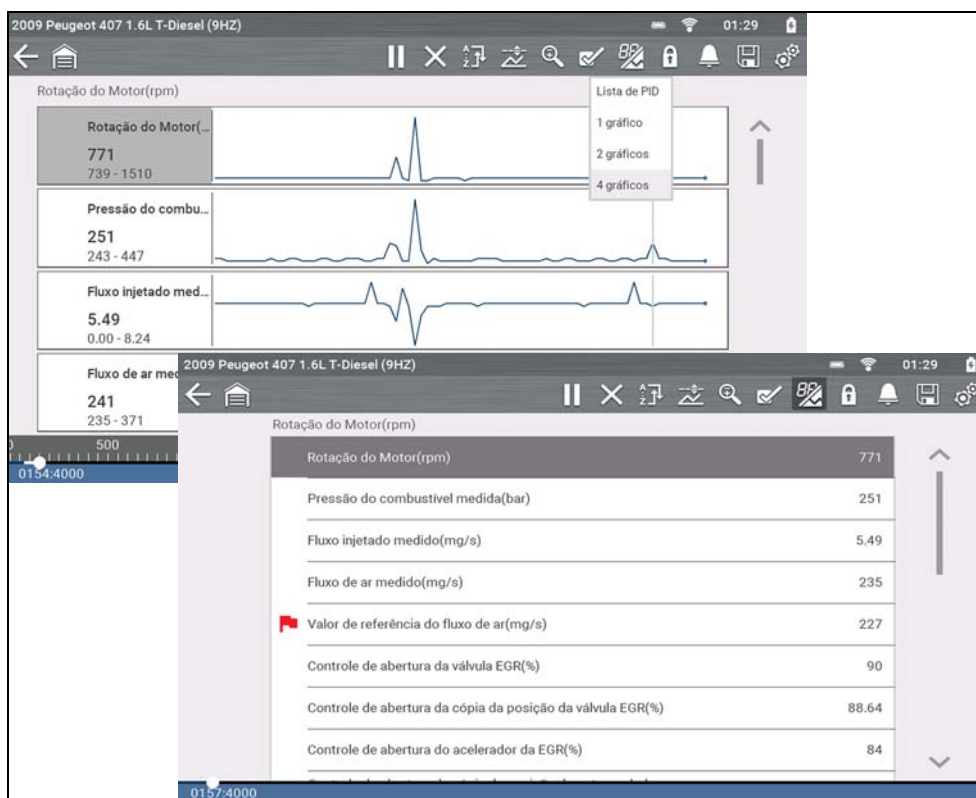 2009 Peugeot 407 1.6L T-Diesel (9HZ)
01:29
Rotação do Motor(rpm)
Lista de PID
1 gráfico
2 gráficos
4 gráficos
Rotação do Motor(...
771
739 - 1510
Pressão do combu...
251
243 - 447
Fluxo injetado med...
5.49
0.00 - 8.24
Fluxo de ar med
241
235 - 371
500
0154:4000
2009 Peugeot 407 1.6L T-Diesel (9HZ)
01:29
Rotação do Motor(rpm)
Rotação do Motor(rpm) 771
Pressão do combustível medida(bar) 251
Fluxo injetado medido(mg/s) 5.49
Fluxo de ar medido(mg/s) 235
Valor de referência do fluxo de ar(mg/s) 227
Controle de abertura da válvula EGR(%) 90
Controle de abertura da cópia da posição da válvula EGR(%) 88.64
Controle de abertura do acelerador da EGR(%) 84
0157:4000